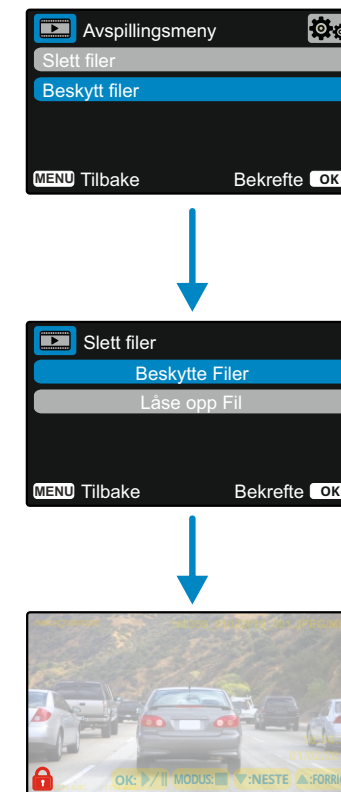 Avspillingsmeny
Slett filer
Beskytt filer
MENU Tilbake Bekrefte OK
Slett filer
Beskytte Filer
Låse opp Fil
MENU Tilbake Bekrefte OK
OK: ▶/|| MODUS:■ ▼:NESTE ▲:FORRIG